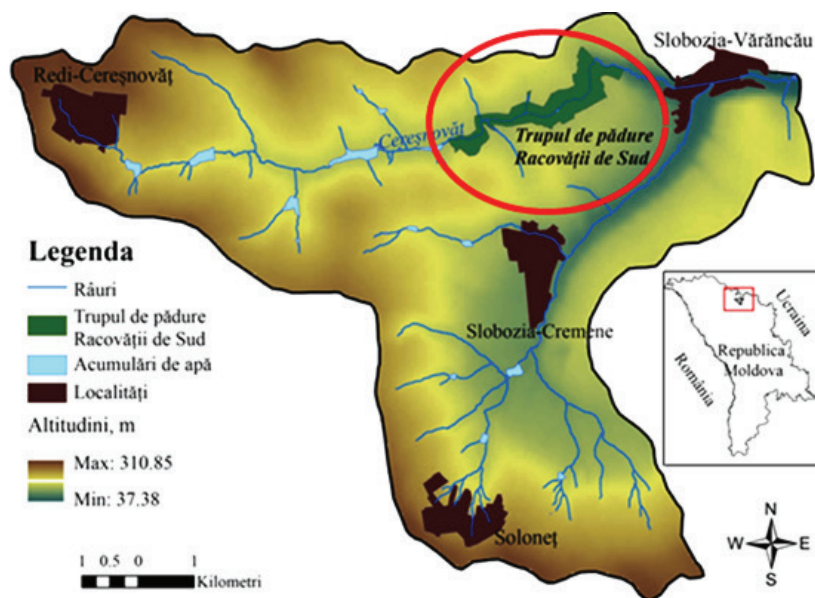 Slobozia-Vărăncău
Redi-Cereșnovăț
Cereșnovăț
Trupul de pădure
Racovății de Sud
Legenda
Râuri
Trupul de pădure
Racovății de Sud
Acumulări de apă
Localități
Altitudini, m
Max: 310.85
Min: 37.38
Slobozia-Cremene
Ucraina
Republica
Moldova
România
Soloneț
1 0.5 0 1
Kilometri
N
W E
S